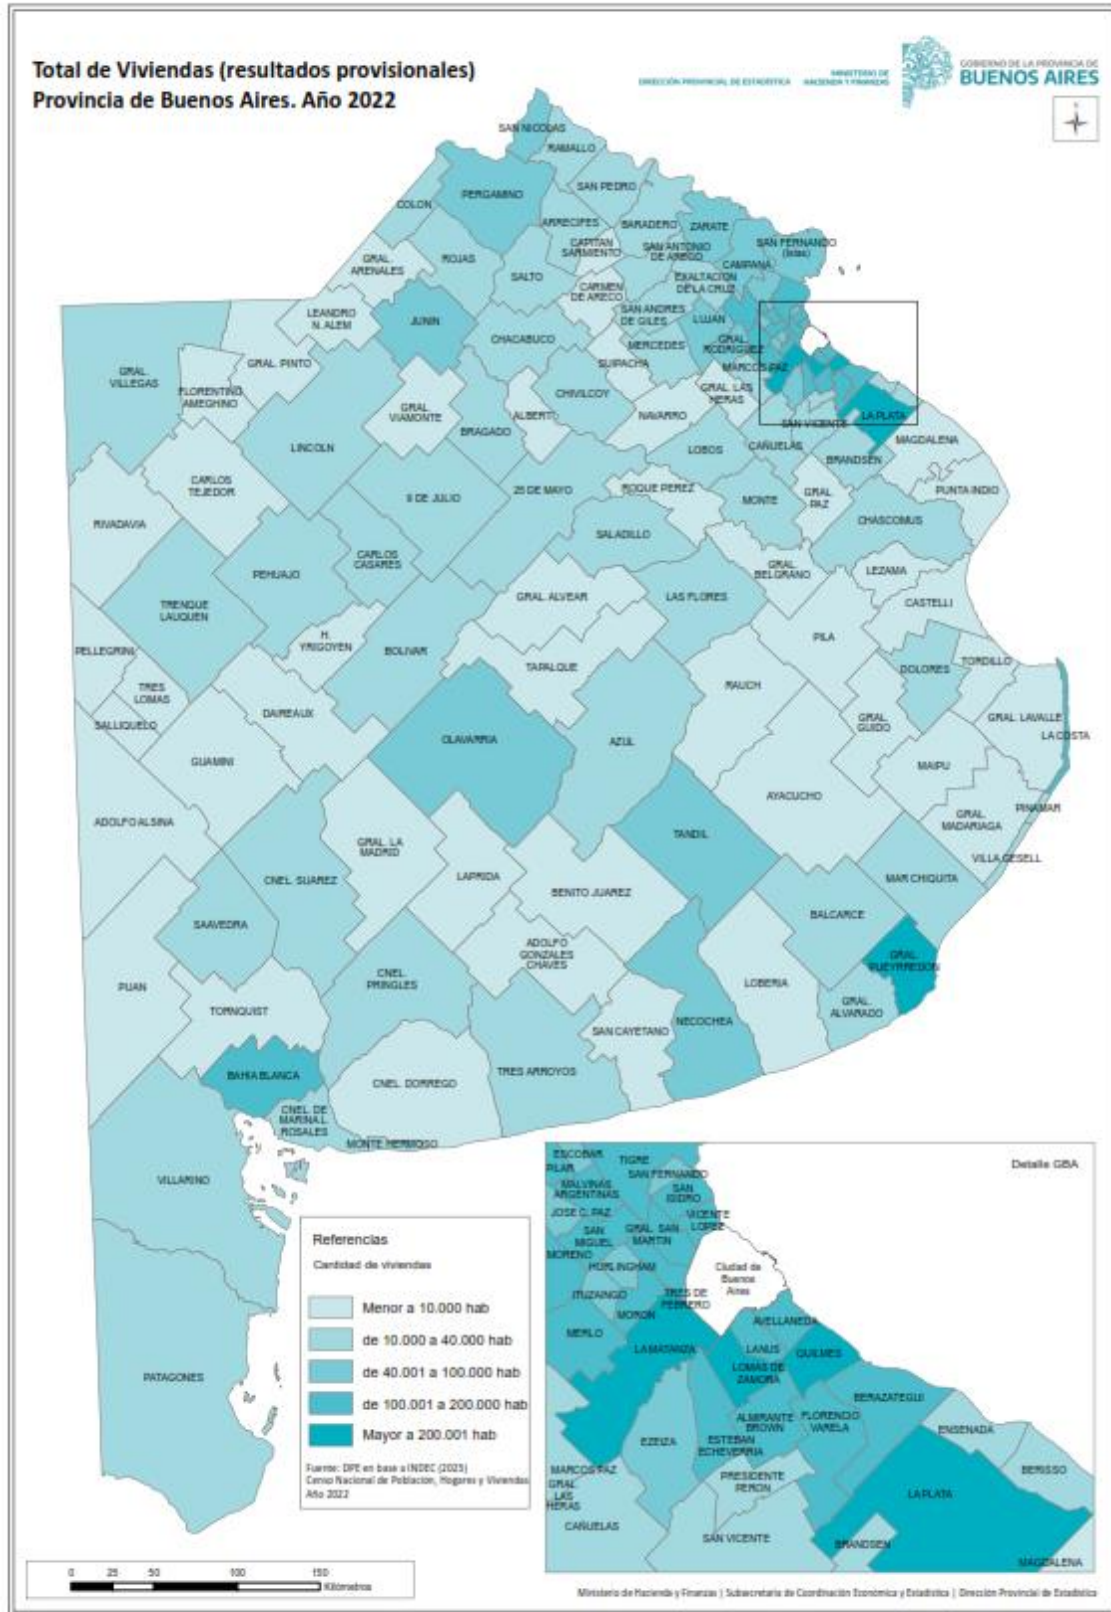 Total de Viviendas (resultados provisionales)
Provincia de Buenos Aires. Año 2022
DIRECCIÓN PROVINCIAL DE ESTADÍSTICA
MINISTERIO DE
HACIENDA Y FINANZAS
GOBIERNO DE LA PROVINCIA DE
BUENOS AIRES
SAN NICOLAS
RAMALLO
SAN PEDRO
PERGAMINO
COLON
ARRECIFES
BARADERO
ZARATE
CAPITAN
SARMIENTO
SAN ANTONIO
DE ARECO
SAN FERNANDO
(Islas)
CAMPANA
GRAL.
ARENALES
ROJAS
SALTO
CARMEN
DE ARECO
EXALTACION
DE LA CRUZ
LEANDRO
N. ALEM
JUNIN
SAN ANDRES
DE GILES
LUJAN
CHACABUCO
MERCEDES
GRAL.
RODRIGUEZ
GRAL.
VILLEGAS
GRAL. PINTO
SUIPACHA
MARCOS PAZ
FLORENTINO
AMEGHINO
CHIVILCOY
GRAL. LAS
HERAS
GRAL.
VIAMONTE
ALBERTI
NAVARRO
LA PLATA
BRAGADO
SAN VICENTE
LINCOLN
LOBOS
CAÑUELAS
MAGDALENA
BRANDSEN
CARLOS
TEJEDOR
9 DE JULIO
25 DE MAYO
ROQUE PEREZ
MONTE
GRAL.
PAZ
PUNTA INDIO
RIVADAVIA
CHASCOMUS
SALADILLO
PEHUAJO
CARLOS
CASARES
GRAL.
BELGRANO
LEZAMA
TRENQUE
LAUQUEN
GRAL. ALVEAR
LAS FLORES
CASTELLI
H.
YRIGOYEN
PILA
PELLEGRINI
BOLIVAR
TAPALQUE
DOLORES
TORDILLO
TRES
LOMAS
RAUCH
DAIREAUX
GRAL.
GUIDO
GRAL. LAVALLE
SALLIQUELO
LA COSTA
OLAVARRIA
AZUL
GUAMINI
MAIPU
AYACUCHO
PINAMAR
ADOLFO ALSINA
GRAL.
MADARIAGA
TANDIL
GRAL. LA
MADRID
VILLA GESELL
CNEL. SUAREZ
LAPRIDA
MAR CHIQUITA
BENITO JUAREZ
BALCARCE
SAAVEDRA
ADOLFO
GONZALES
CHAVES
GRAL.
PUEYRREDON
CNEL.
PRINGLES
PUAN
LOBERIA
TORNQUIST
GRAL.
ALVARADO
NECOCHEA
SAN CAYETANO
BAHIA BLANCA
TRES ARROYOS
CNEL. DORREGO
CNEL. DE
MARINA L.
ROSALES
MONTE HERMOSO
VILLARINO
PATAGONES
Referencias
Cantidad de viviendas
Menor a 10.000 hab
de 10.000 a 40.000 hab
de 40.001 a 100.000 hab
de 100.001 a 200.000 hab
Mayor a 200.001 hab
Fuente: DPE en base a INDEC (2025)
Censo Nacional de Población, Hogares y Viviendas
Año 2022
Detalle GBA
ESCOBAR
TIGRE
PILAR
SAN FERNANDO
MALVINAS
ARGENTINAS
SAN
ISIDRO
JOSE C. PAZ
VICENTE
LOPEZ
SAN
MIGUEL
GRAL. SAN
MARTIN
MORENO
HURLINGHAM
Ciudad de
Buenos
Aires
ITUZAINGO
TRES DE
FEBRERO
MORON
AVELLANEDA
MERLO
LA MATANZA
LANUS
QUILMES
LOMAS DE
ZAMORA
BERAZATEGUI
ALMIRANTE
BROWN
FLORENCIO
VARELA
ENSENADA
EZEIZA
ESTEBAN
ECHEVERRIA
BERISSO
MARCOS PAZ
PRESIDENTE
PERON
GRAL.
LAS
HERAS
LA PLATA
CAÑUELAS
SAN VICENTE
BRANDSEN
MAGDALENA
0 25 50 100 150
Kilómetros
Ministerio de Hacienda y Finanzas | Subsecretaría de Coordinación Económica y Estadística | Dirección Provincial de Estadística